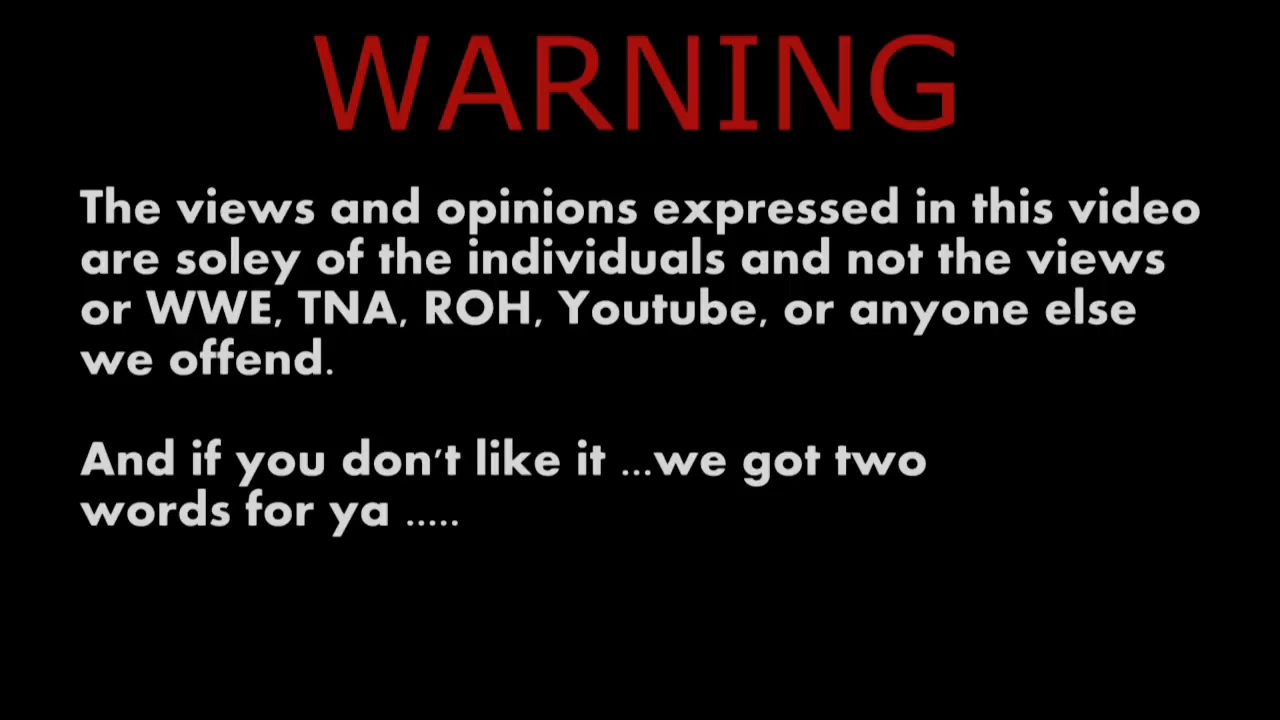 WARNING
The views and opinions expressed in this video
are soley of the individuals and not the views
or WWE, TNA, ROH, Youtube, or anyone else
we offend.
And if you don't like it ...we got two
words for ya .....